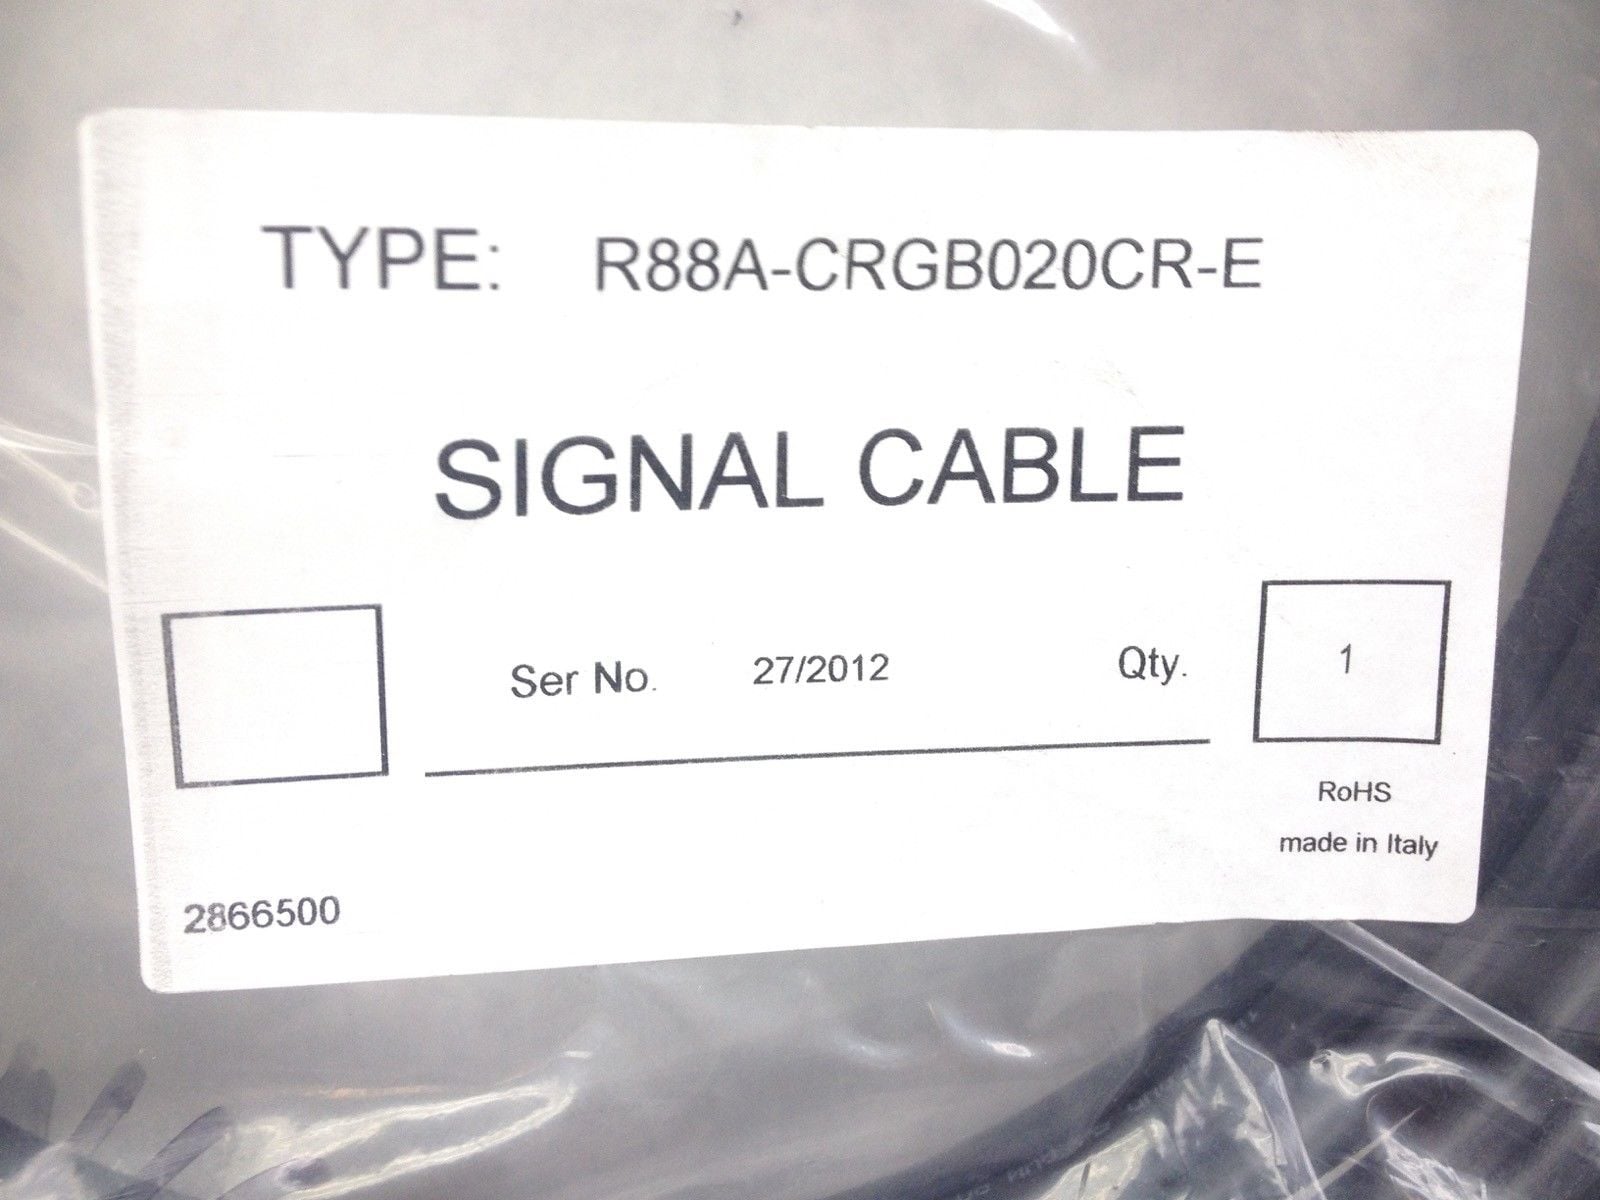 TYPE: R88A-CRGB020CR-E
SIGNAL CABLE
Ser No. 27/2012 Qty. 1
RoHS
made in Italy
2866500